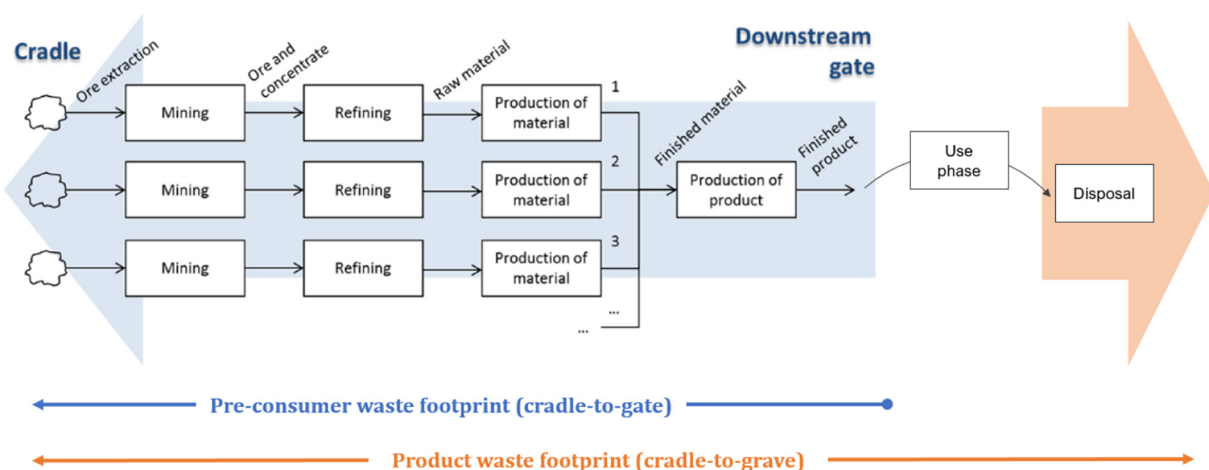 Cradle
Ore extraction
Ore and
concentrate
Raw material
Downstream
gate
Mining
Refining
Production of
material
1
Finished material
Finished
product
Mining
Refining
Production of
material
2
Production of
product
Use
phase
Disposal
Mining
Refining
Production of
material
3
...
...
Pre-consumer waste footprint (cradle-to-gate)
Product waste footprint (cradle-to-grave)